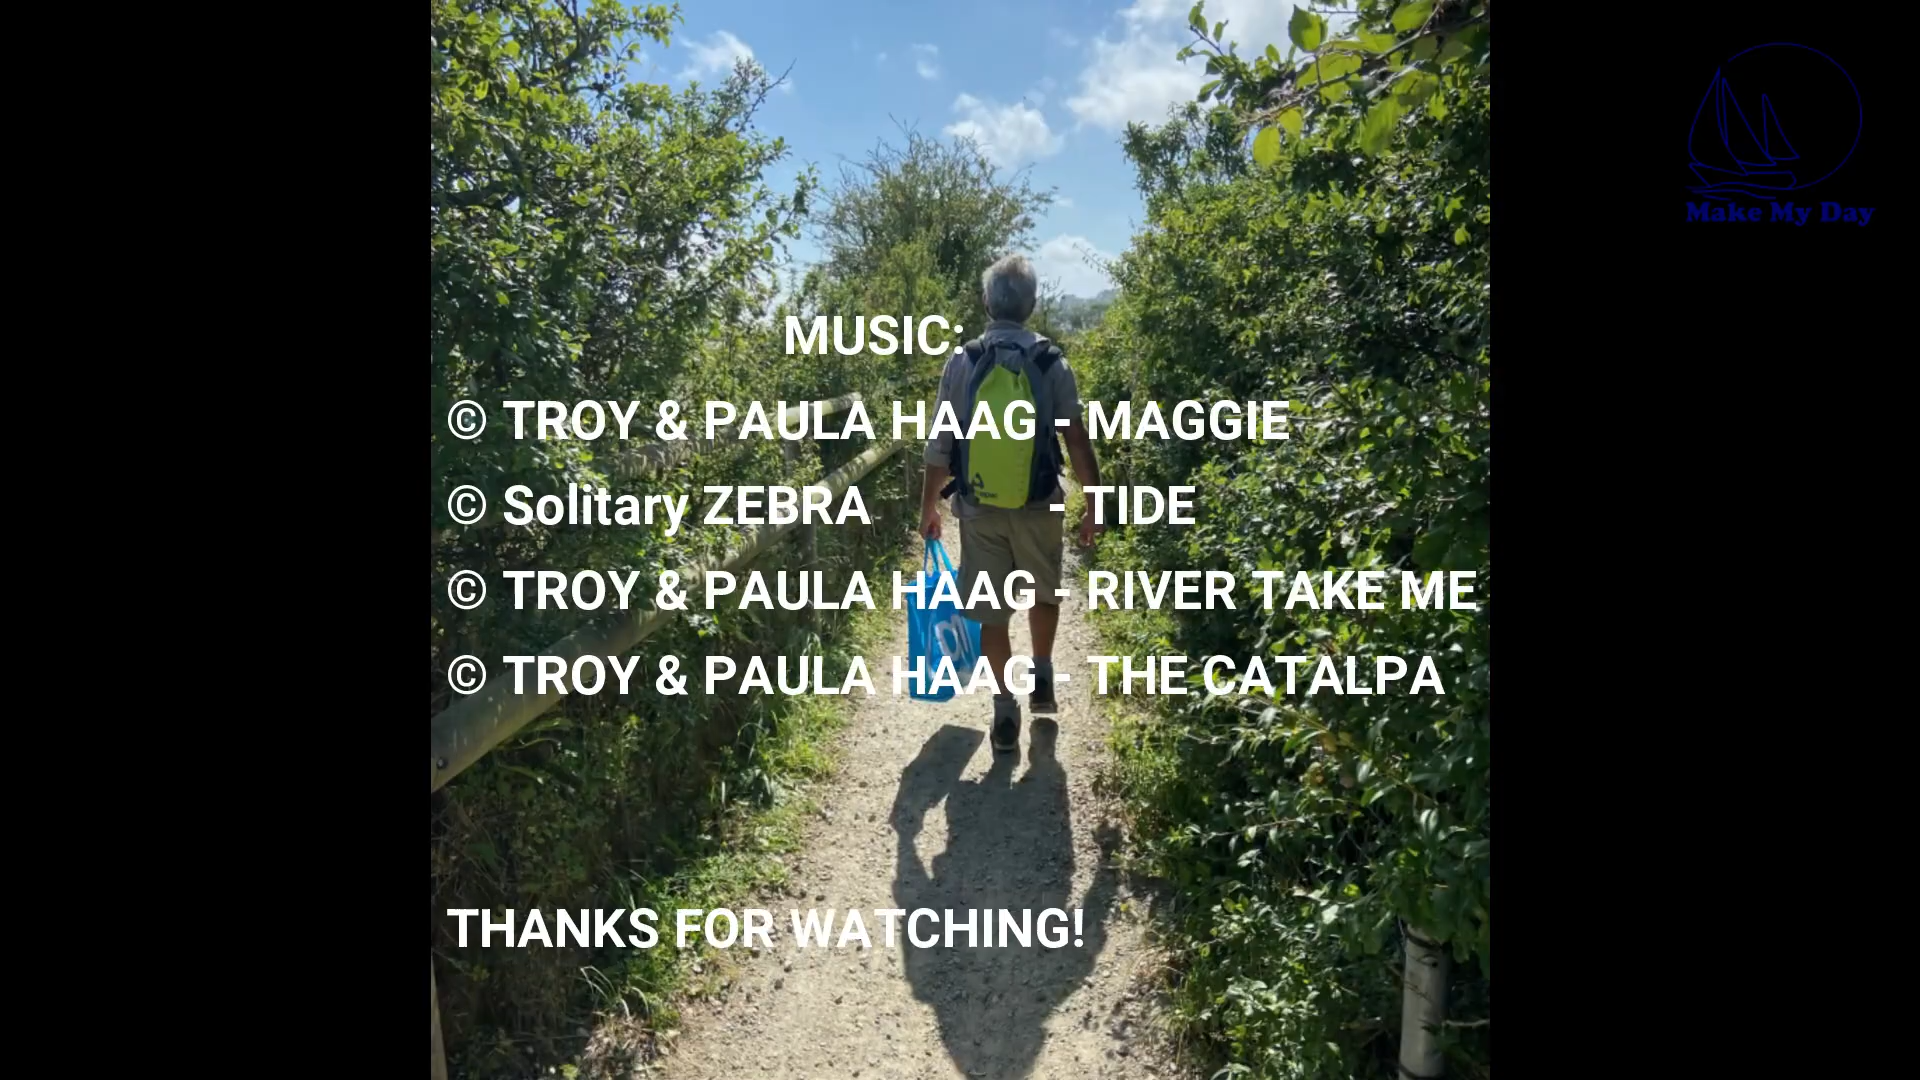 Make My Day
MUSIC:
© TROY & PAULA HAAG - MAGGIE
© Solitary ZEBRA - TIDE
© TROY & PAULA HAAG - RIVER TAKE ME
© TROY & PAULA HAAG - THE CATALPA
THANKS FOR WATCHING!